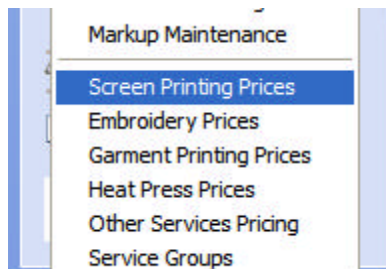 Markup Maintenance
Screen Printing Prices
Embroidery Prices
Garment Printing Prices
Heat Press Prices
Other Services Pricing
Service Groups